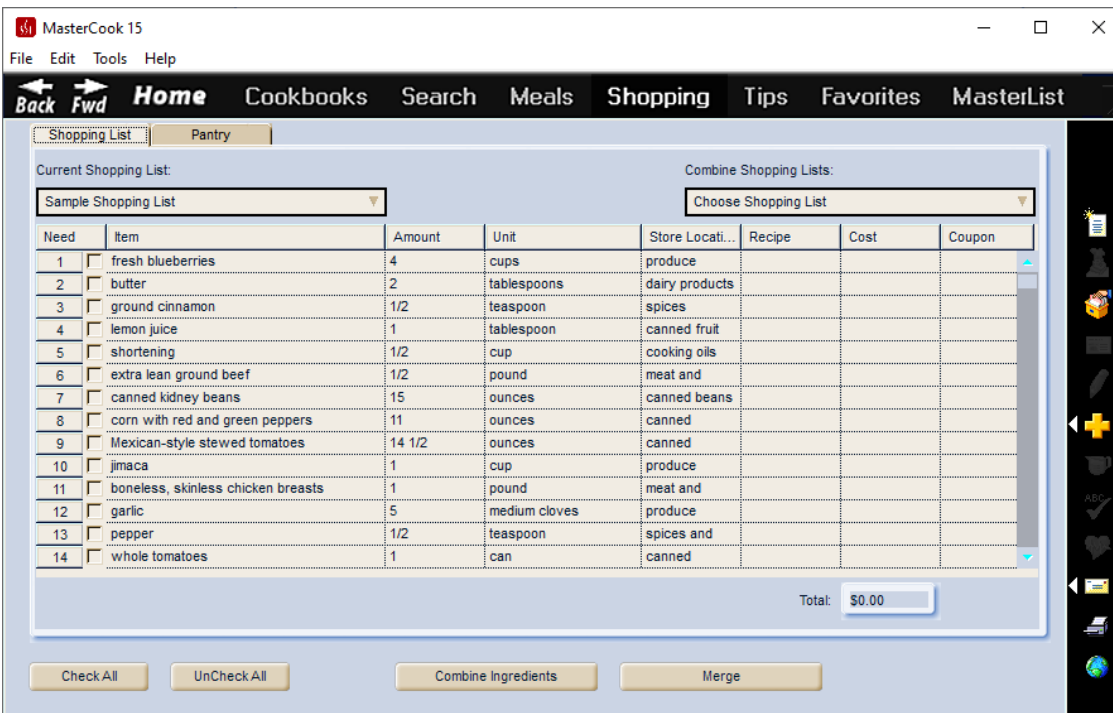 MasterCook 15
File Edit Tools Help
Back Fwd Home Cookbooks Search Meals Shopping Tips Favorites MasterList
Shopping List Pantry
Current Shopping List: Combine Shopping Lists:
Sample Shopping List Choose Shopping List
Need Item Amount Unit Store Locati... Recipe Cost Coupon
1 fresh blueberries 4 cups produce
2 butter 2 tablespoons dairy products
3 ground cinnamon 1/2 teaspoon spices
4 lemon juice 1 tablespoon canned fruit
5 shortening 1/2 cup cooking oils
6 extra lean ground beef 1/2 pound meat and
7 canned kidney beans 15 ounces canned beans
8 corn with red and green peppers 11 ounces canned
9 Mexican-style stewed tomatoes 14 1/2 ounces canned
10 jimaca 1 cup produce
11 boneless, skinless chicken breasts 1 pound meat and
12 garlic 5 medium cloves produce
13 pepper 1/2 teaspoon spices and
14 whole tomatoes 1 can canned
ABC
Total: $0.00
Check All UnCheck All Combine Ingredients Merge